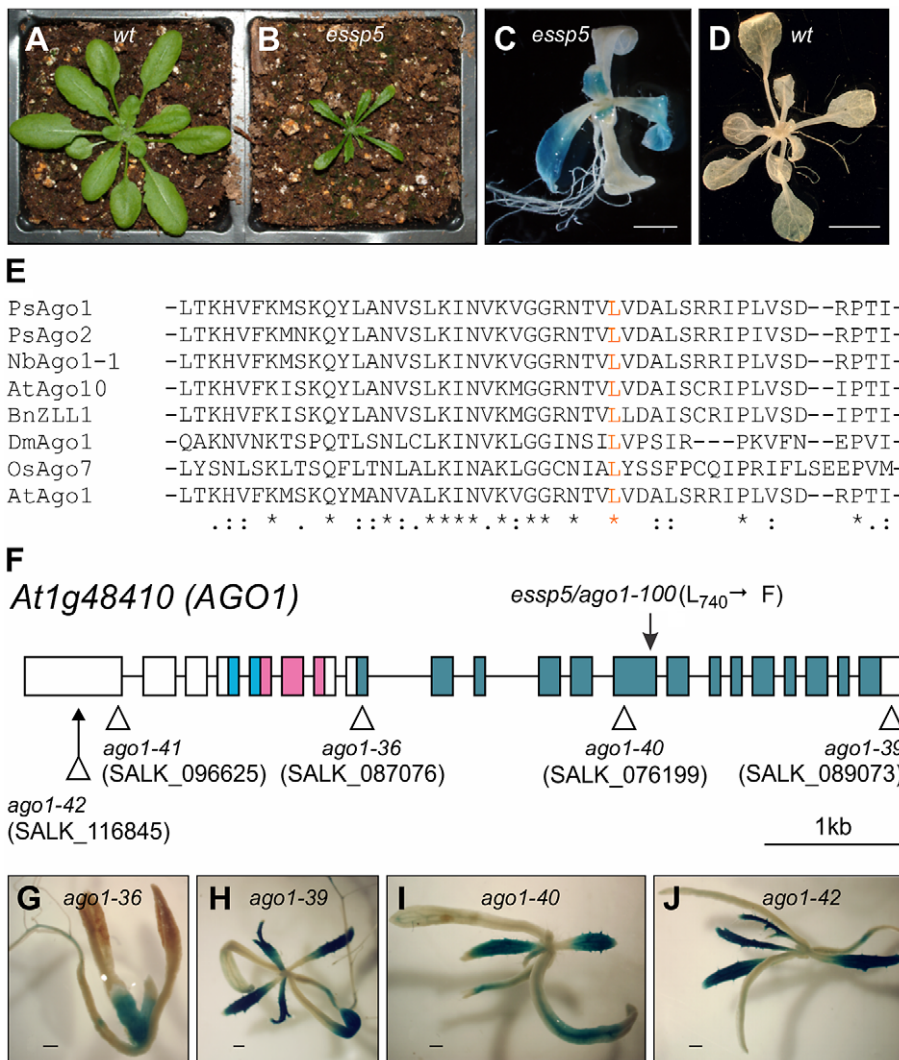 A wt
B essp5
C essp5
D wt
E
PsAgo1 -LTKHVFKMSKQYLANVSLKINVKVGGRNTVLVDALSRRIPLVSD--RPTI-
PsAgo2 -LTKHVFKMNKQYLANVSLKINVKVGGRNTVLVDALSRRIPLVSD--RPTI-
NbAgo1-1 -LTKHVFKMSKQYLANVSLKINVKVGGRNTVLVDALSRRIPLVSD--RPTI-
AtAgo10 -LTKHVFKISKQYLANVSLKINVKMGGRNTVLVDAISCRIPLVSD--IPTI-
BnZLL1 -LTKHVFKISKQYLANVSLKINVKMGGRNTVLLDAISCRIPLVSD--IPTI-
DmAgo1 -QAKNVNKTSPQTLSNLCLKINVKLGGINSILVPSIR---PKVFN--EPVI-
OsAgo7 -LYSNLSKLTSQFLTNLALKINAKLGGCNIALYSSFPCQIPRIFLSEEPVM-
AtAgo1 -LTKHVFKMSKQYMANVALKINVKVGGRNTVLVDALSRRIPLVSD--RPTI-
.:: * . * ::*:.****.*:** * * :: * : *.:
F
At1g48410 (AGO1)
essp5/ago1-100(L740→ F)
ago1-41
(SALK_096625)
ago1-36
(SALK_087076)
ago1-40
(SALK_076199)
ago1-39
(SALK_089073)
ago1-42
(SALK_116845)
1kb
G ago1-36
H ago1-39
I ago1-40
J ago1-42